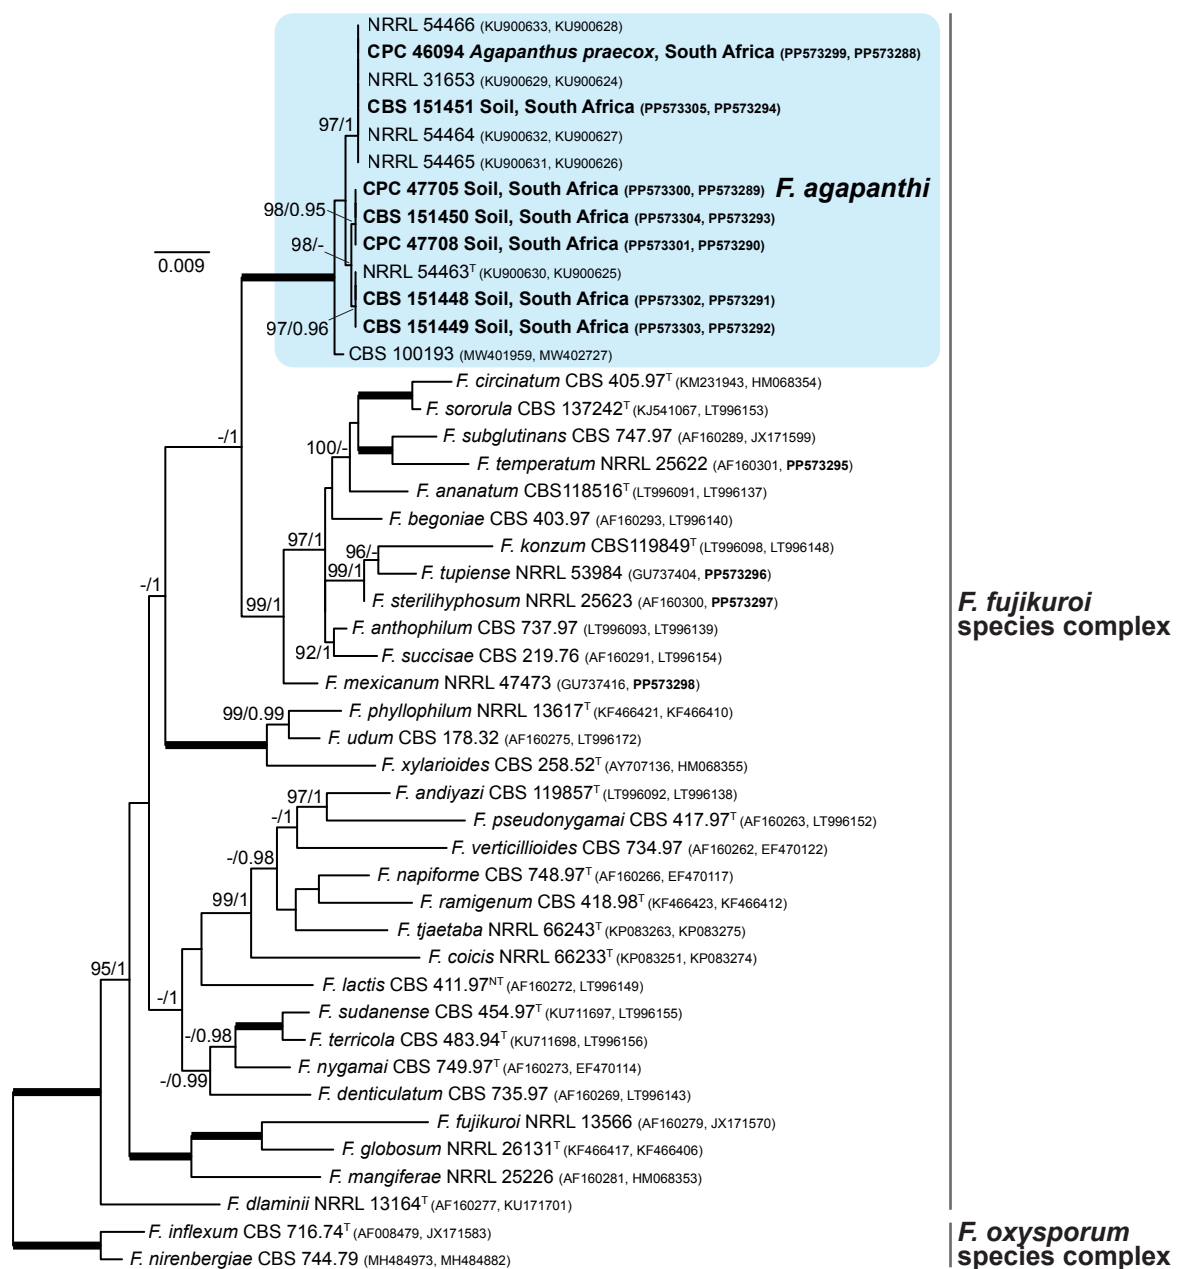 NRRL 54466 (KU900633, KU900628)
CPC 46094 Agapanthus praecox, South Africa (PP573299, PP573288)
NRRL 31653 (KU900629, KU900624)
CBS 151451 Soil, South Africa (PP573305, PP573294)
97/1
NRRL 54464 (KU900632, KU900627)
NRRL 54465 (KU900631, KU900626)
CPC 47705 Soil, South Africa (PP573300, PP573289)
F. agapanthi
98/0.95
CBS 151450 Soil, South Africa (PP573304, PP573293)
98/-
CPC 47708 Soil, South Africa (PP573301, PP573290)
0.009
NRRL 54463T (KU900630, KU900625)
CBS 151448 Soil, South Africa (PP573302, PP573291)
97/0.96
CBS 151449 Soil, South Africa (PP573303, PP573292)
CBS 100193 (MW401959, MW402727)
F. circinatum CBS 405.97T (KM231943, HM068354)
F. sororula CBS 137242T (KJ541067, LT996153)
-/1
F. subglutinans CBS 747.97 (AF160289, JX171599)
100/-
F. temperatum NRRL 25622 (AF160301, PP573295)
F. ananatum CBS118516T (LT996091, LT996137)
F. begoniae CBS 403.97 (AF160293, LT996140)
97/1
F. konzum CBS119849T (LT996098, LT996148)
96/-
F. tupiense NRRL 53984 (GU737404, PP573296)
99/1
-/1
F. sterilihyphosum NRRL 25623 (AF160300, PP573297)
F. fujikuroi
species complex
99/1
F. anthophilum CBS 737.97 (LT996093, LT996139)
92/1
F. succisae CBS 219.76 (AF160291, LT996154)
F. mexicanum NRRL 47473 (GU737416, PP573298)
99/0.99
F. phyllophilum NRRL 13617T (KF466421, KF466410)
F. udum CBS 178.32 (AF160275, LT996172)
F. xylarioides CBS 258.52T (AY707136, HM068355)
F. andiyazi CBS 119857T (LT996092, LT996138)
97/1
-/1
F. pseudonygamai CBS 417.97T (AF160263, LT996152)
F. verticillioides CBS 734.97 (AF160262, EF470122)
-/0.98
F. napiforme CBS 748.97T (AF160266, EF470117)
99/1
F. ramigenum CBS 418.98T (KF466423, KF466412)
F. tjaetaba NRRL 66243T (KP083263, KP083275)
F. coicis NRRL 66233T (KP083251, KP083274)
95/1
F. lactis CBS 411.97NT (AF160272, LT996149)
-/1
F. sudanense CBS 454.97T (KU711697, LT996155)
-/0.98
F. terricola CBS 483.94T (KU711698, LT996156)
F. nygamai CBS 749.97T (AF160273, EF470114)
-/0.99
F. denticulatum CBS 735.97 (AF160269, LT996143)
F. fujikuroi NRRL 13566 (AF160279, JX171570)
F. globosum NRRL 26131T (KF466417, KF466406)
F. mangiferae NRRL 25226 (AF160281, HM068353)
F. dlaminii NRRL 13164T (AF160277, KU171701)
F. inflexum CBS 716.74T (AF008479, JX171583)
F. oxysporum
species complex
F. nirenbergiae CBS 744.79 (MH484973, MH484882)